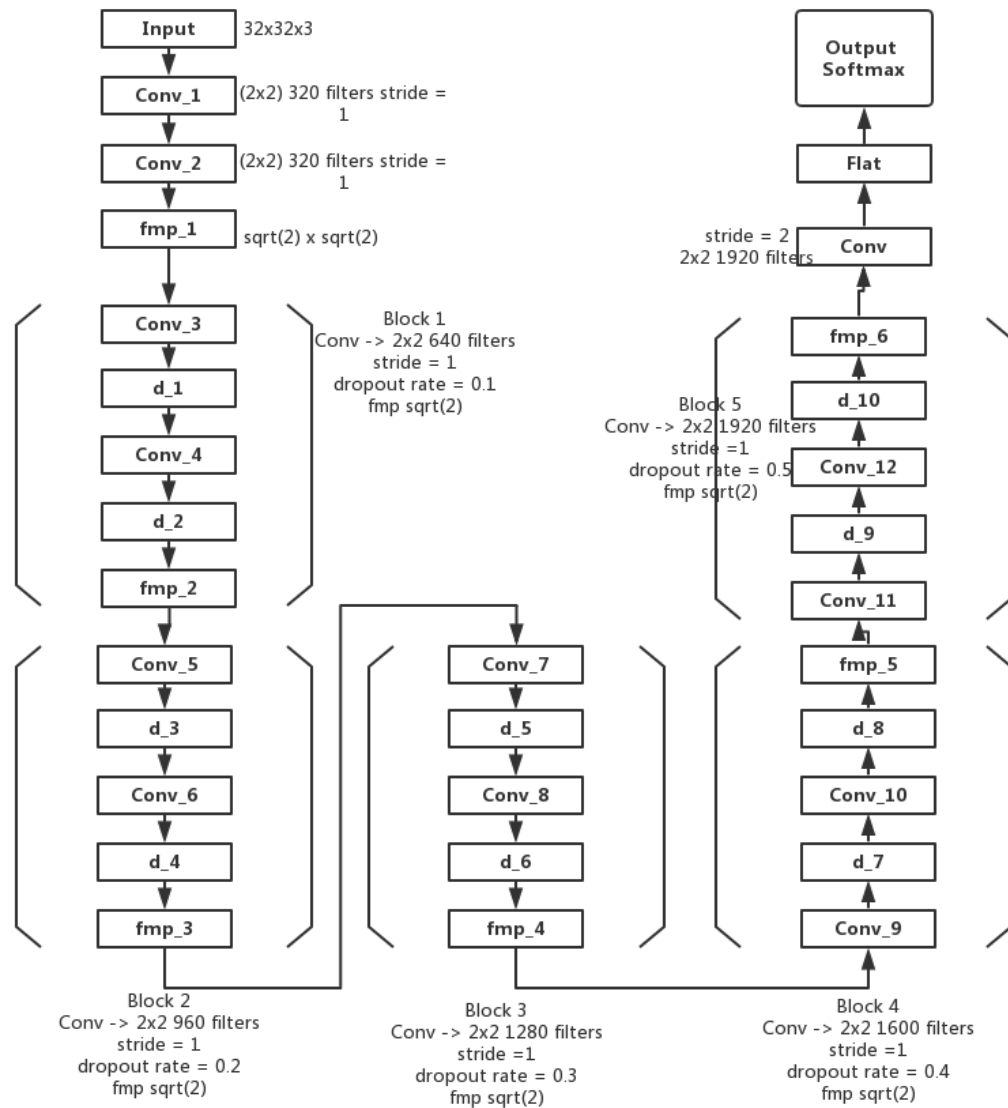 Input
32x32x3
Conv_1
(2x2) 320 filters stride =
1
Conv_2
(2x2) 320 filters stride =
1
fmp_1
sqrt(2) x sqrt(2)
Conv_3
d_1
Conv_4
d_2
fmp_2
Block 1
Conv -> 2x2 640 filters
stride = 1
dropout rate = 0.1
fmp sqrt(2)
Conv_5
d_3
Conv_6
d_4
fmp_3
Block 2
Conv -> 2x2 960 filters
stride = 1
dropout rate = 0.2
fmp sqrt(2)
Conv_7
d_5
Conv_8
d_6
fmp_4
Block 3
Conv -> 2x2 1280 filters
stride =1
dropout rate = 0.3
fmp sqrt(2)
Output
Softmax
Flat
Conv
stride = 2
2x2 1920 filters
fmp_6
d_10
Conv_12
d_9
Conv_11
Block 5
Conv -> 2x2 1920 filters
stride =1
dropout rate = 0.5
fmp sqrt(2)
fmp_5
d_8
Conv_10
d_7
Conv_9
Block 4
Conv -> 2x2 1600 filters
stride =1
dropout rate = 0.4
fmp sqrt(2)